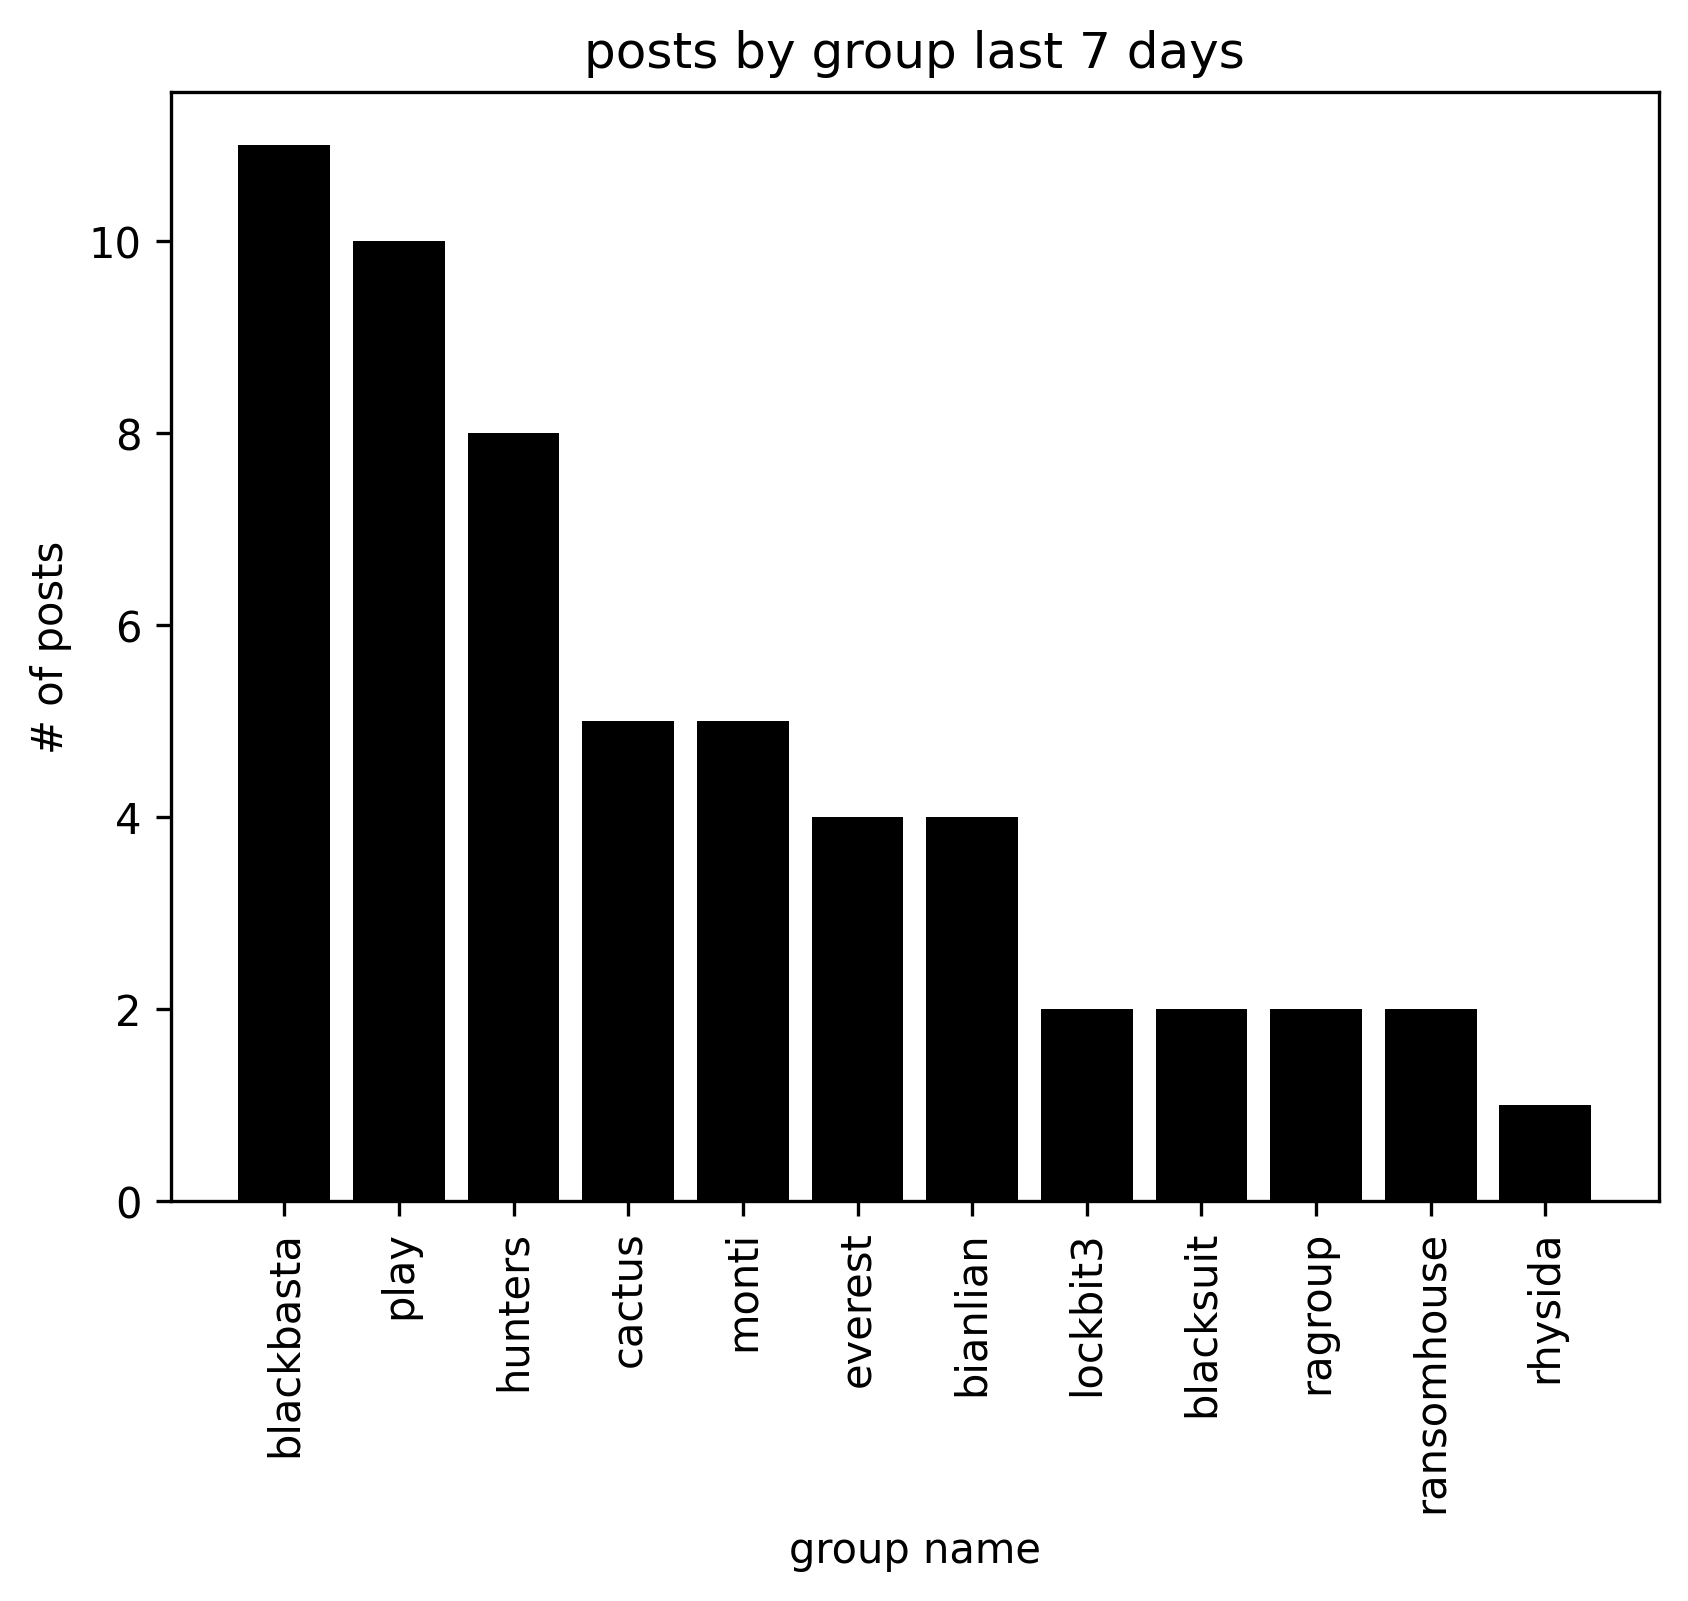 posts by group last 7 days
# of posts
10
8
6
4
2
0
blackbasta
play
hunters
cactus
monti
everest
bianlian
lockbit3
blacksuit
ragroup
ransomhouse
rhysida
group name